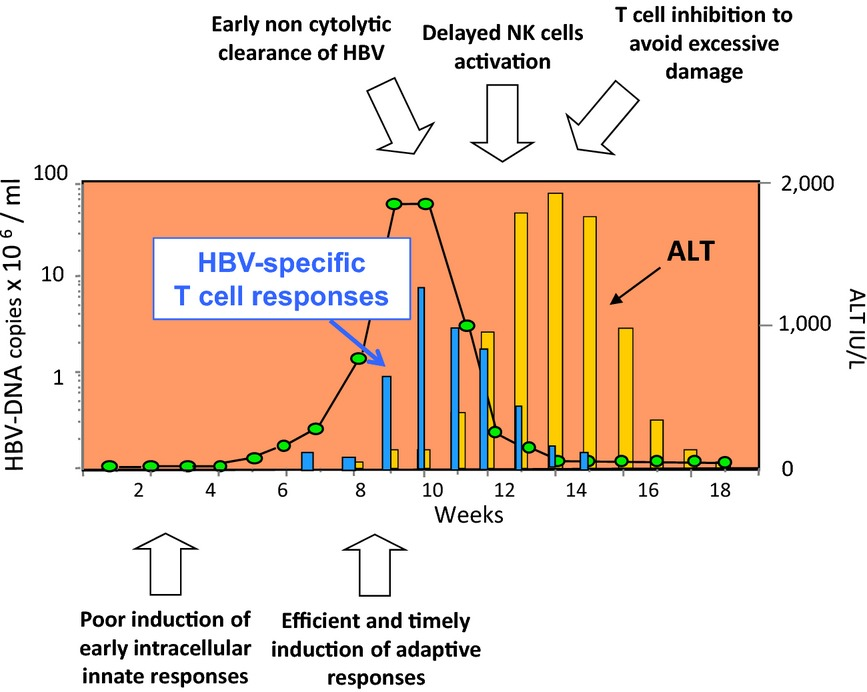 Early non cytolytic
clearance of HBV
Delayed NK cells
activation
T cell inhibition to
avoid excessive
damage
HBV-DNA copies x 10 6 / ml
100
10
1
HBV-specific
T cell responses
ALT
2,000
1,000
0
ALT IU/L
2 4 6 8 10 12 14 16 18
Weeks
Poor induction of
early intracellular
innate responses
Efficient and timely
induction of adaptive
responses